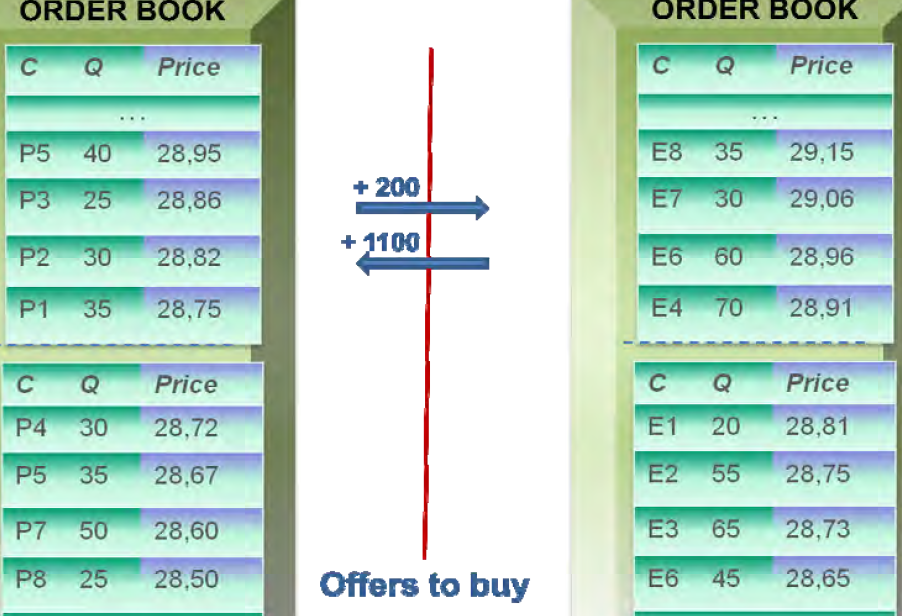 ORDER BOOK
C Q Price
...
P5 40 28,95
P3 25 28,86
P2 30 28,82
P1 35 28,75
C Q Price
P4 30 28,72
P5 35 28,67
P7 50 28,60
P8 25 28,50
+ 200
+ 1100
Offers to buy
ORDER BOOK
C Q Price
...
E8 35 29,15
E7 30 29,06
E6 60 28,96
E4 70 28,91
C Q Price
E1 20 28,81
E2 55 28,75
E3 65 28,73
E6 45 28,65